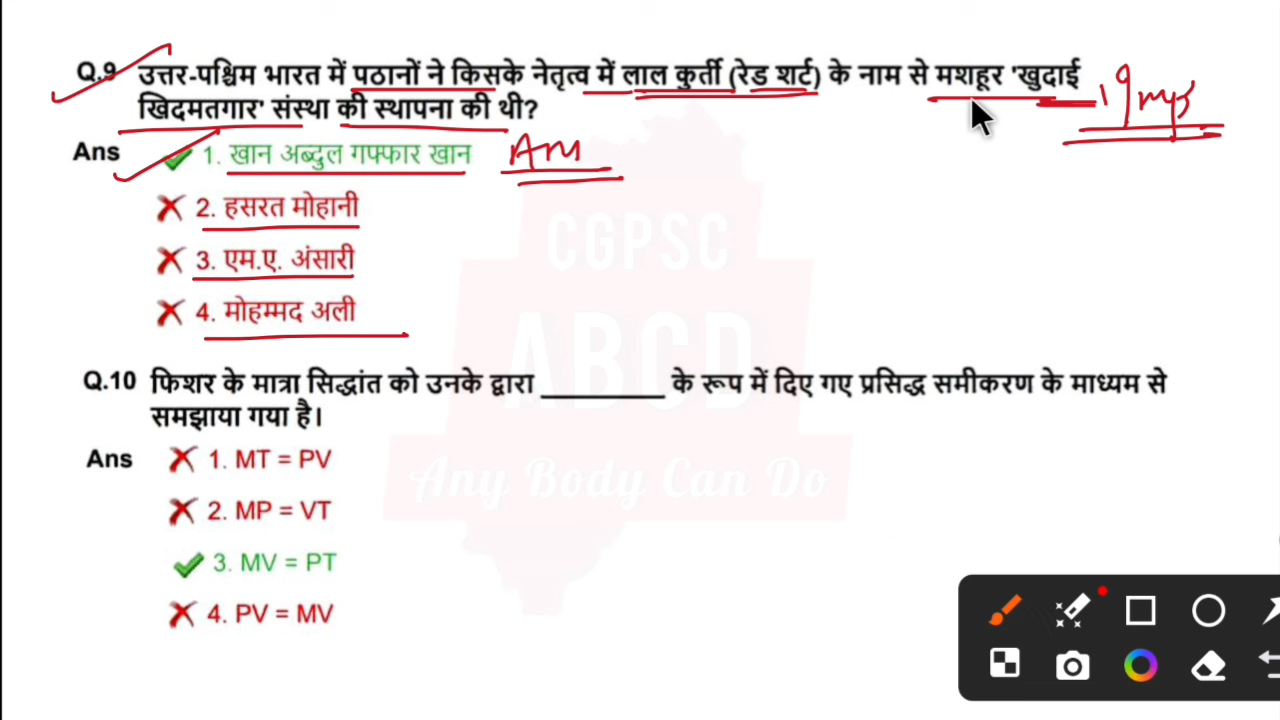 Q.9 उत्तर-पश्चिम भारत में पठानों ने किसके नेतृत्व में लाल कुर्ती (रेड शर्ट) के नाम से मशहूर 'खुदाई
खिदमतगार' संस्था की स्थापना की थी?
19
Ans 1. खान अब्दुल गफ्फार खान Ans
2. हसरत मोहानी
3. एम.ए. अंसारी
4. मोहम्मद अली
CGPSC
ABCD
Any Body Can Do
Q.10 फिशर के मात्रा सिद्धांत को उनके द्वारा _________ के रूप में दिए गए प्रसिद्ध समीकरण के माध्यम से
समझाया गया है।
Ans 1. MT = PV
2. MP = VT
3. MV = PT
4. PV = MV